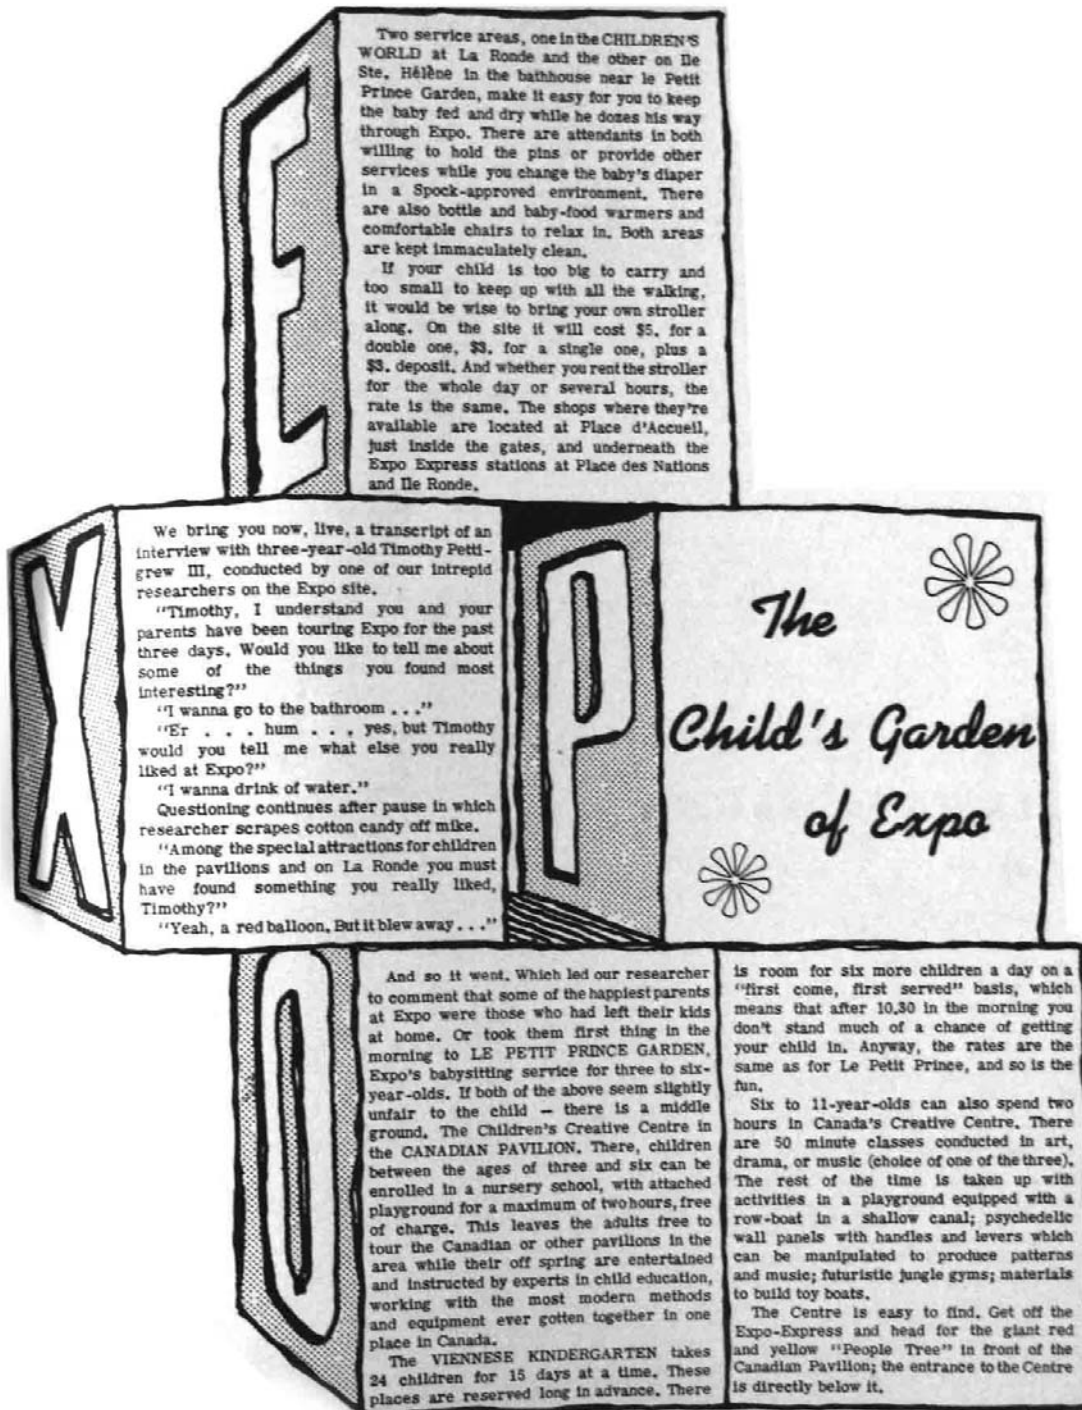 E
Two service areas, one in the CHILDREN'S
WORLD at La Ronde and the other on Ile
Ste. Hélène in the bathhouse near le Petit
Prince Garden, make it easy for you to keep
the baby fed and dry while he dozes his way
through Expo. There are attendants in both
willing to hold the pins or provide other
services while you change the baby's diaper
in a Spock-approved environment. There
are also bottle and baby-food warmers and
comfortable chairs to relax in. Both areas
are kept immaculately clean.
If your child is too big to carry and
too small to keep up with all the walking,
it would be wise to bring your own stroller
along. On the site it will cost $5. for a
double one, $3. for a single one, plus a
$3. deposit. And whether you rent the stroller
for the whole day or several hours, the
rate is the same. The shops where they're
available are located at Place d'Accueil,
just inside the gates, and underneath the
Expo Express stations at Place des Nations
and Ile Ronde.
X
We bring you now, live, a transcript of an
interview with three-year-old Timothy Petti-
grew III, conducted by one of our intrepid
researchers on the Expo site.
"Timothy, I understand you and your
parents have been touring Expo for the past
three days. Would you like to tell me about
some of the things you found most
interesting?"
"I wanna go to the bathroom . . ."
"Er . . . hum . . . yes, but Timothy
would you tell me what else you really
liked at Expo?"
"I wanna drink of water."
Questioning continues after pause in which
researcher scrapes cotton candy off mike.
"Among the special attractions for children
in the pavilions and on La Ronde you must
have found something you really liked,
Timothy?"
"Yeah, a red balloon. But it blew away . . ."
P
The
Child's Garden
of Expo
O
And so it went. Which led our researcher
to comment that some of the happiest parents
at Expo were those who had left their kids
at home. Or took them first thing in the
morning to LE PETIT PRINCE GARDEN,
Expo's babysitting service for three to six-
year-olds. If both of the above seem slightly
unfair to the child — there is a middle
ground. The Children's Creative Centre in
the CANADIAN PAVILION. There, children
between the ages of three and six can be
enrolled in a nursery school, with attached
playground for a maximum of two hours, free
of charge. This leaves the adults free to
tour the Canadian or other pavilions in the
area while their off spring are entertained
and instructed by experts in child education,
working with the most modern methods
and equipment ever gotten together in one
place in Canada.
The VIENNESE KINDERGARTEN takes
24 children for 15 days at a time. These
places are reserved long in advance. There
is room for six more children a day on a
"first come, first served" basis, which
means that after 10.30 in the morning you
don't stand much of a chance of getting
your child in. Anyway, the rates are the
same as for Le Petit Prince, and so is the
fun.
Six to 11-year-olds can also spend two
hours in Canada's Creative Centre. There
are 50 minute classes conducted in art,
drama, or music (choice of one of the three).
The rest of the time is taken up with
activities in a playground equipped with a
row-boat in a shallow canal; psychedelic
wall panels with handles and levers which
can be manipulated to produce patterns
and music; futuristic jungle gyms; materials
to build toy boats.
The Centre is easy to find. Get off the
Expo-Express and head for the giant red
and yellow "People Tree" in front of the
Canadian Pavilion; the entrance to the Centre
is directly below it.